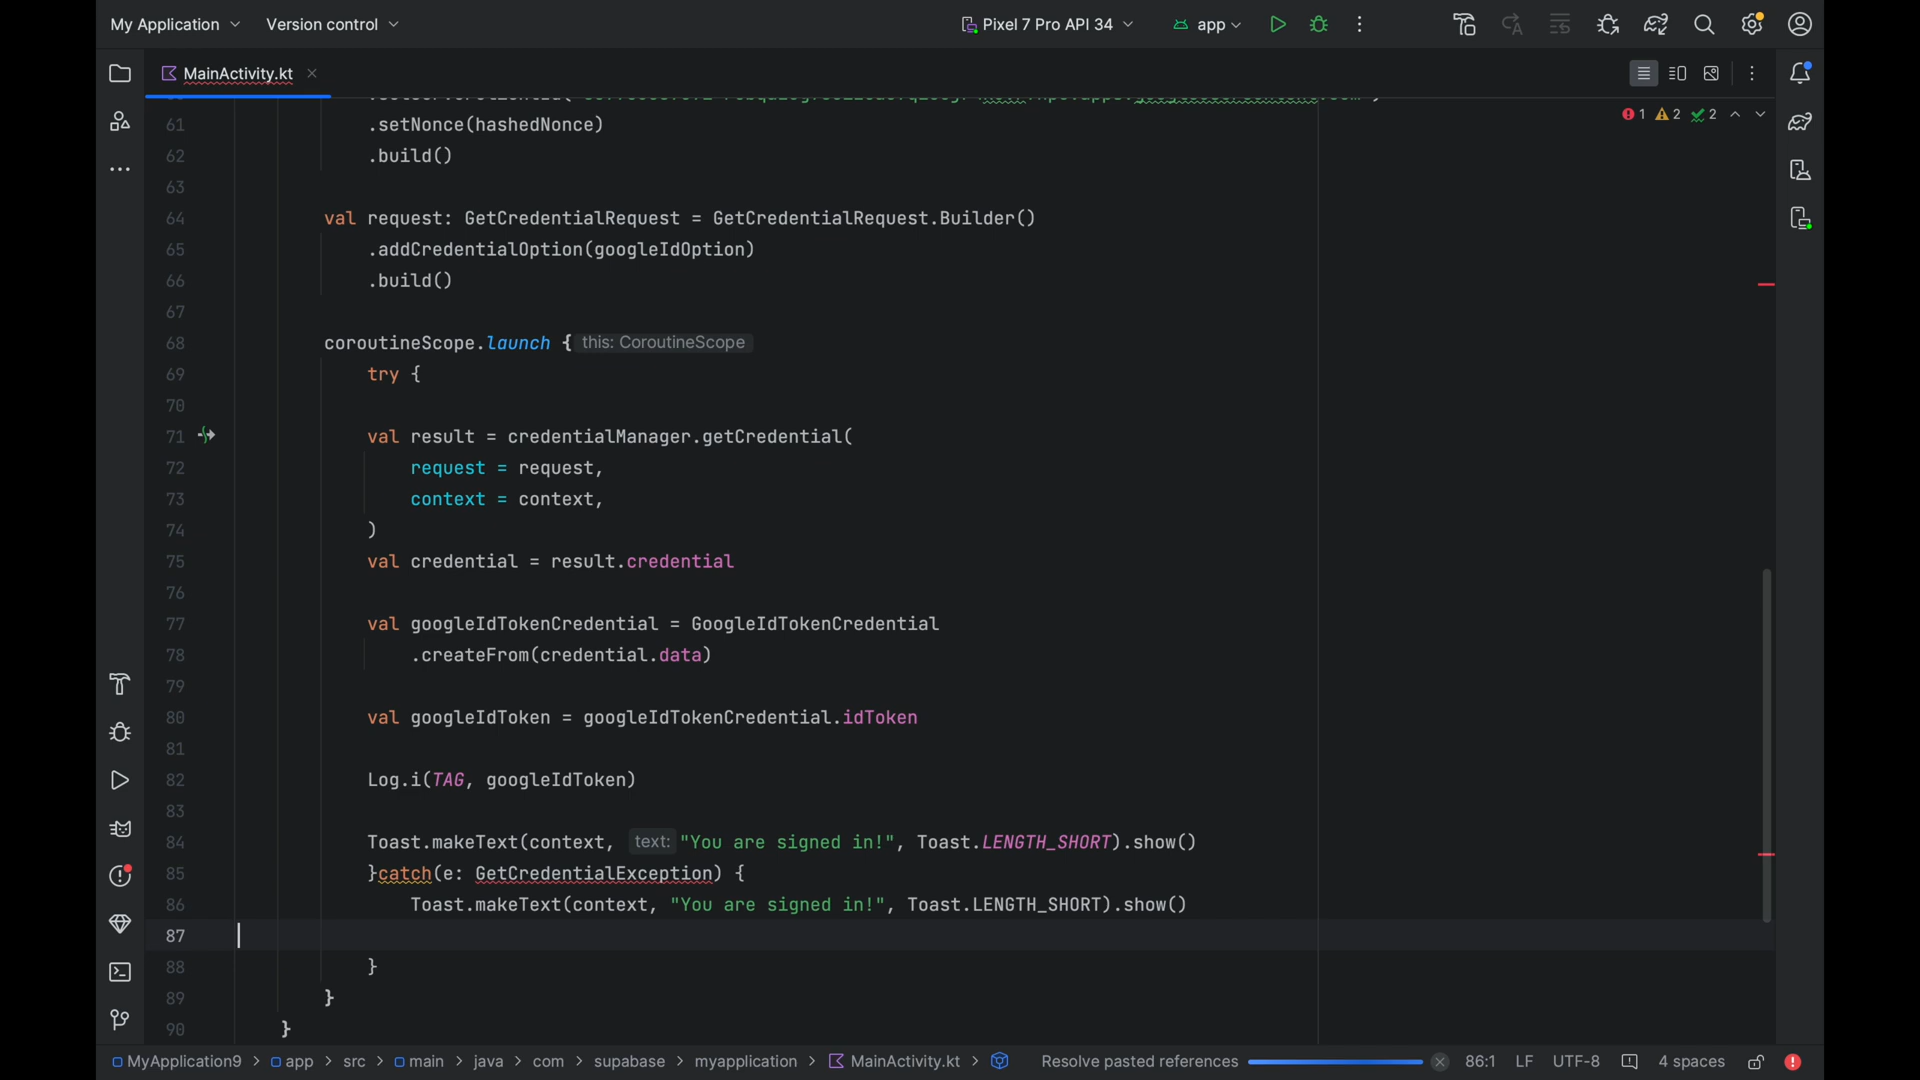 My Application
Version control
Pixel 7 Pro API 34
app
MainActivity.kt
1 2 2
61 .setNonce(hashedNonce)
62 .build()
63
64 val request: GetCredentialRequest = GetCredentialRequest.Builder()
65 .addCredentialOption(googleIdOption)
66 .build()
67
68 coroutineScope.launch { this: CoroutineScope
69 try {
70
71 val result = credentialManager.getCredential(
72 request = request,
73 context = context,
74 )
75 val credential = result.credential
76
77 val googleIdTokenCredential = GoogleIdTokenCredential
78 .createFrom(credential.data)
79
80 val googleIdToken = googleIdTokenCredential.idToken
81
82 Log.i(TAG, googleIdToken)
83
84 Toast.makeText(context, text: "You are signed in!", Toast.LENGTH_SHORT).show()
85 }catch(e: GetCredentialException) {
86 Toast.makeText(context, "You are signed in!", Toast.LENGTH_SHORT).show()
87
88 }
89 }
90 }
MyApplication9 > app > src > main > java > com > supabase > myapplication > MainActivity.kt > Resolve pasted references 86:1 LF UTF-8 4 spaces